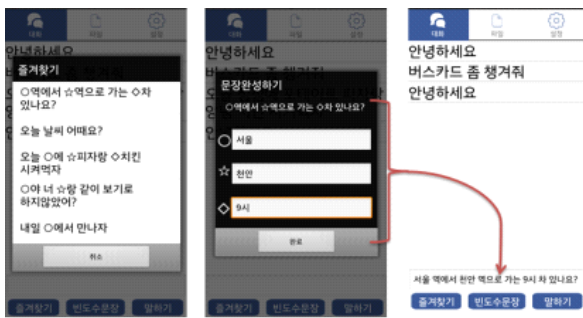 대화
파일
설정
안녕하세요
즐겨찾기
○역에서 ☆역으로 가는 ◇차
있나요?
오늘 날씨 어때요?
오늘 ○에 ☆피자랑 ◇치킨
시켜먹자
○야 너 ☆랑 같이 보기로
하지않았어?
내일 ○에서 만나자
취소
즐겨찾기
빈도수문장
말하기
대화
파일
설정
안녕하세요
문장완성하기
○역에서 ☆역으로 가는 ◇차 있나요?
○ 서울
☆ 천안
◇ 9시
완료
즐겨찾기
빈도수문장
말하기
대화
파일
설정
안녕하세요
버스카드 좀 챙겨줘
안녕하세요
서울 역에서 천안 역으로 가는 9시 차 있나요?
즐겨찾기
빈도수문장
말하기